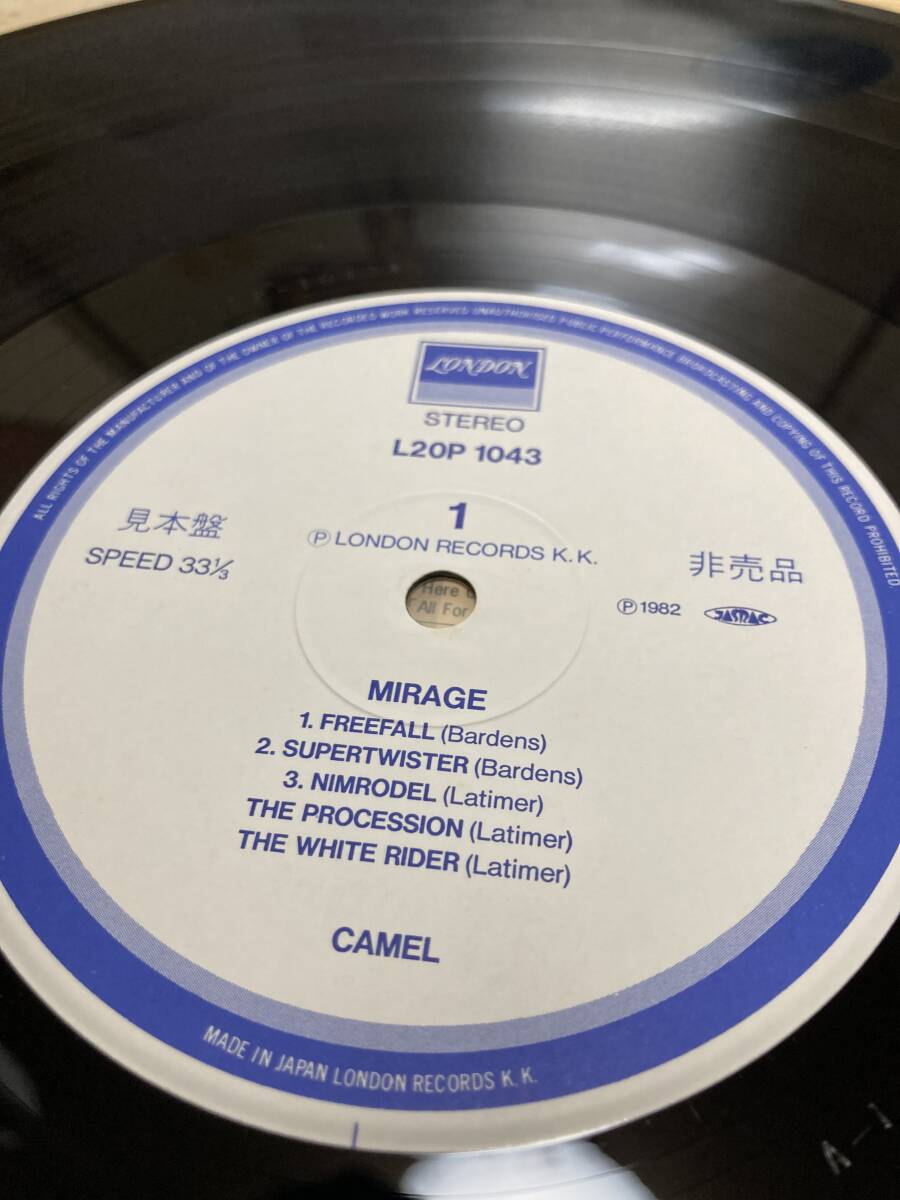 ALL RIGHTS OF THE MANUFACTURER AND OF THE OWNER OF THE RECORDED WORK RESERVED UNAUTHORISED PUBLIC PERFORMANCE BROADCASTING AND COPYING OF THIS RECORD PROHIBITED
LONDON
STEREO
L20P 1043
1
見本盤
Ⓟ LONDON RECORDS K.K.
非売品
SPEED 33⅓
Here
All For
Ⓟ 1982 JASRAC
MIRAGE
1. FREEFALL (Bardens)
2. SUPERTWISTER (Bardens)
3. NIMRODEL (Latimer)
THE PROCESSION (Latimer)
THE WHITE RIDER (Latimer)
CAMEL
MADE IN JAPAN LONDON RECORDS K.K.
A-1